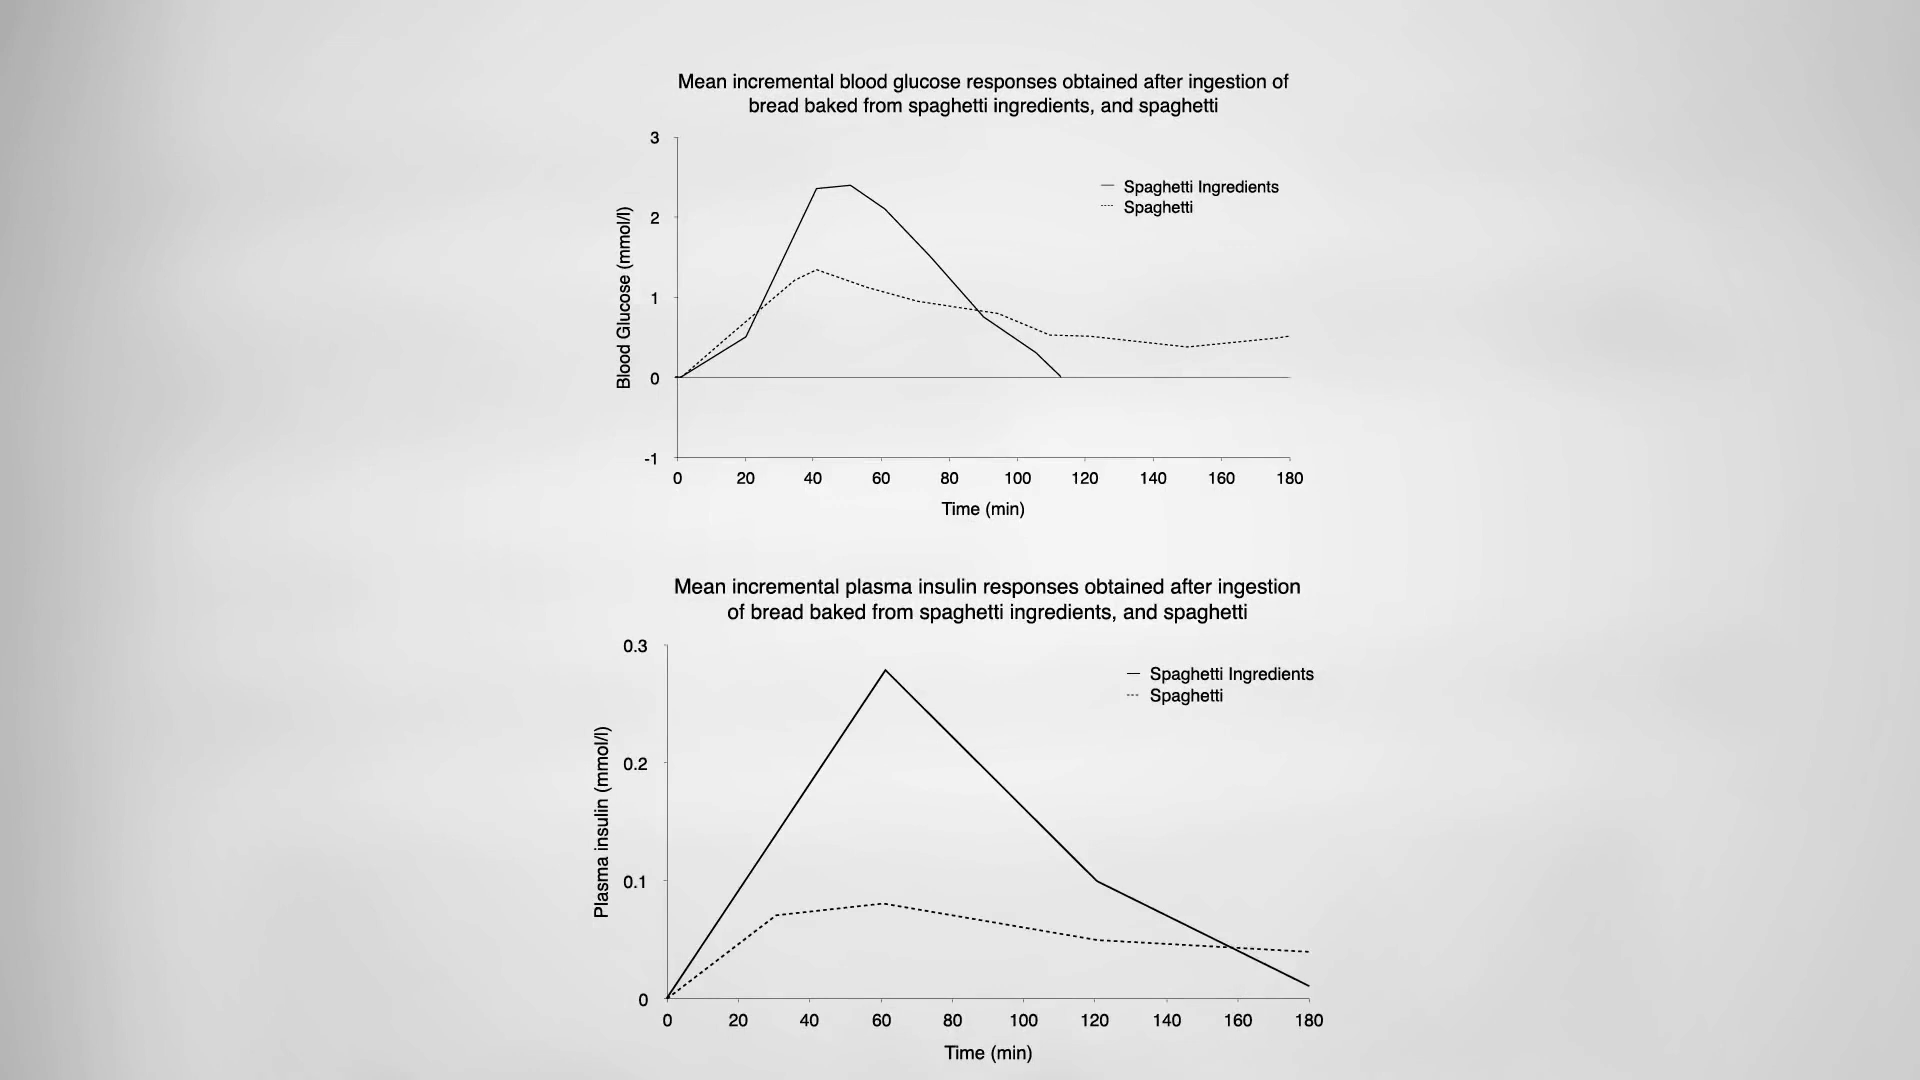 Mean incremental blood glucose responses obtained after ingestion of
bread baked from spaghetti ingredients, and spaghetti
3
2
1
0
-1
Blood Glucose (mmol/l)
Spaghetti Ingredients
Spaghetti
0 20 40 60 80 100 120 140 160 180
Time (min)
Mean incremental plasma insulin responses obtained after ingestion
of bread baked from spaghetti ingredients, and spaghetti
0.3
0.2
0.1
0
Plasma insulin (mmol/l)
Spaghetti Ingredients
Spaghetti
0 20 40 60 80 100 120 140 160 180
Time (min)